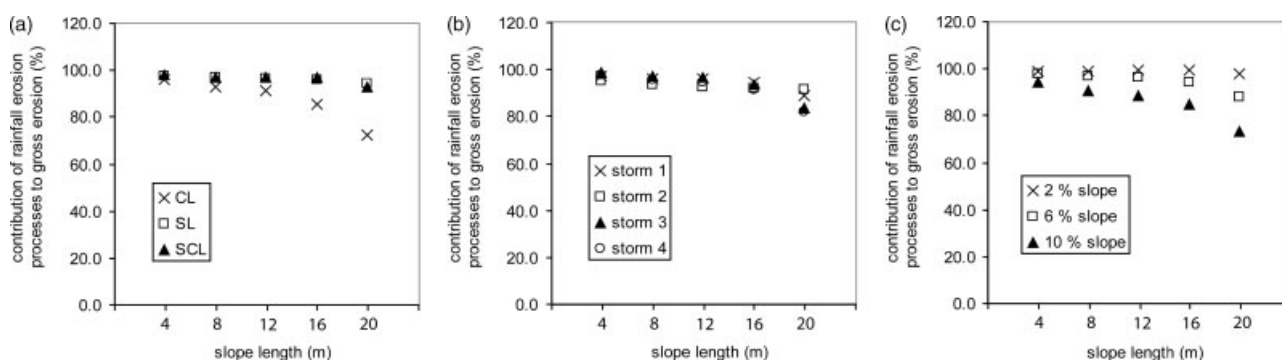 (a)
contribution of rainfall erosion
processes to gross erosion (%)
120.0
100.0
80.0
60.0
40.0
20.0
0.0
CL
SL
SCL
4 8 12 16 20
slope length (m)
(b)
contribution of rainfall erosion
processes to gross erosion (%)
120.0
100.0
80.0
60.0
40.0
20.0
0.0
storm 1
storm 2
storm 3
storm 4
4 8 12 16 20
slope length (m)
(c)
contribution of rainfall erosion
processes to gross erosion (%)
120.0
100.0
80.0
60.0
40.0
20.0
0.0
2 % slope
6 % slope
10 % slope
4 8 12 16 20
slope length (m)